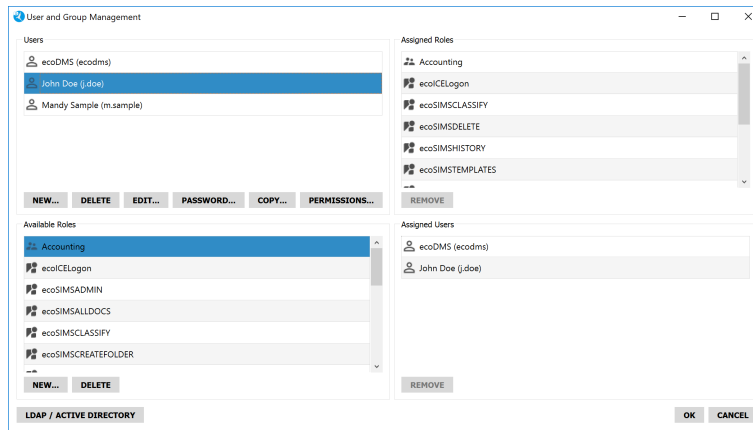 User and Group Management
Users
ecoDMS (ecodms)
John Doe (j.doe)
Mandy Sample (m.sample)
NEW... DELETE EDIT... PASSWORD... COPY... PERMISSIONS...
Assigned Roles
Accounting
ecoICELogon
ecoSIMSCLASSIFY
ecoSIMSDELETE
ecoSIMSHISTORY
ecoSIMSTEMPLATES
REMOVE
Available Roles
Accounting
ecoICELogon
ecoSIMSADMIN
ecoSIMSALLDOCS
ecoSIMSCLASSIFY
ecoSIMSCREATEFOLDER
NEW... DELETE
Assigned Users
ecoDMS (ecodms)
John Doe (j.doe)
REMOVE
LDAP / ACTIVE DIRECTORY
OK CANCEL